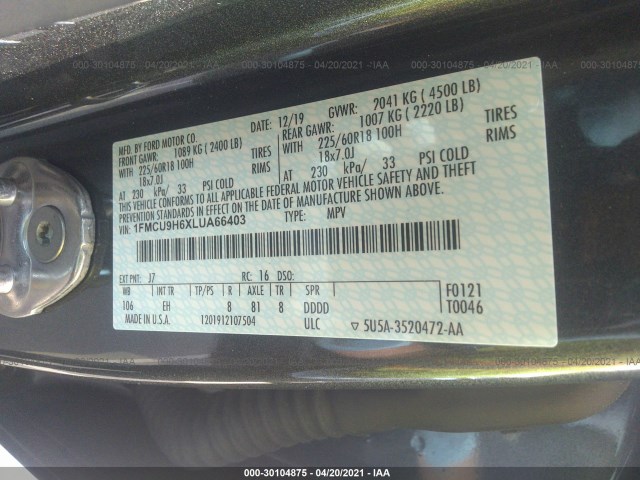 000-30104875 - 04/20/2021 - IAA
MFD. BY FORD MOTOR CO.
DATE: 12/19
GVWR: 2041 KG ( 4500 LB)
FRONT GAWR: 1089 KG ( 2400 LB)
REAR GAWR: 1007 KG ( 2220 LB)
WITH 225/60R18 100H TIRES
WITH 225/60R18 100H TIRES
18x7.0J RIMS
18x7.0J RIMS
AT 230 kPa/ 33 PSI COLD
AT 230 kPa/ 33 PSI COLD
THIS VEHICLE CONFORMS TO ALL APPLICABLE FEDERAL MOTOR VEHICLE SAFETY AND THEFT
PREVENTION STANDARDS IN EFFECT ON THE DATE OF MANUFACTURE SHOWN ABOVE.
VIN: 1FMCU9H6XLUA66403
TYPE: MPV
EXT PNT: J7 RC: 16 DSO:
WB INT TR TP/PS R AXLE TR SPR
F0121
106 EH 8 81 8 DDDD
T0046
MADE IN U.S.A. 1201912107504 ULC
▽ 5U5A-3520472-AA
000-30104875 - 04/20/2021 - IAA